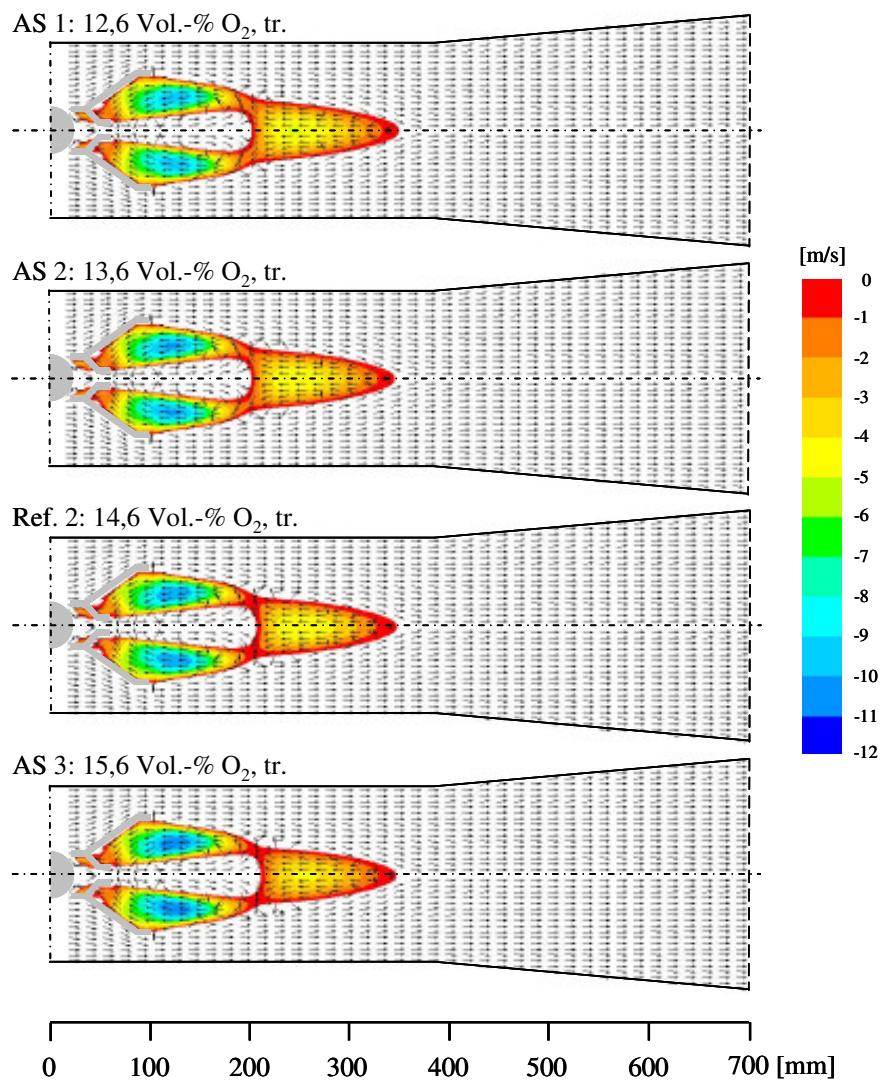 AS 1: 12,6 Vol.-% O₂, tr.
AS 2: 13,6 Vol.-% O₂, tr.
[m/s]
0
-1
-2
-3
-4
-5
-6
-7
-8
-9
-10
-11
-12
Ref. 2: 14,6 Vol.-% O₂, tr.
AS 3: 15,6 Vol.-% O₂, tr.
0 100 200 300 400 500 600 700 [mm]